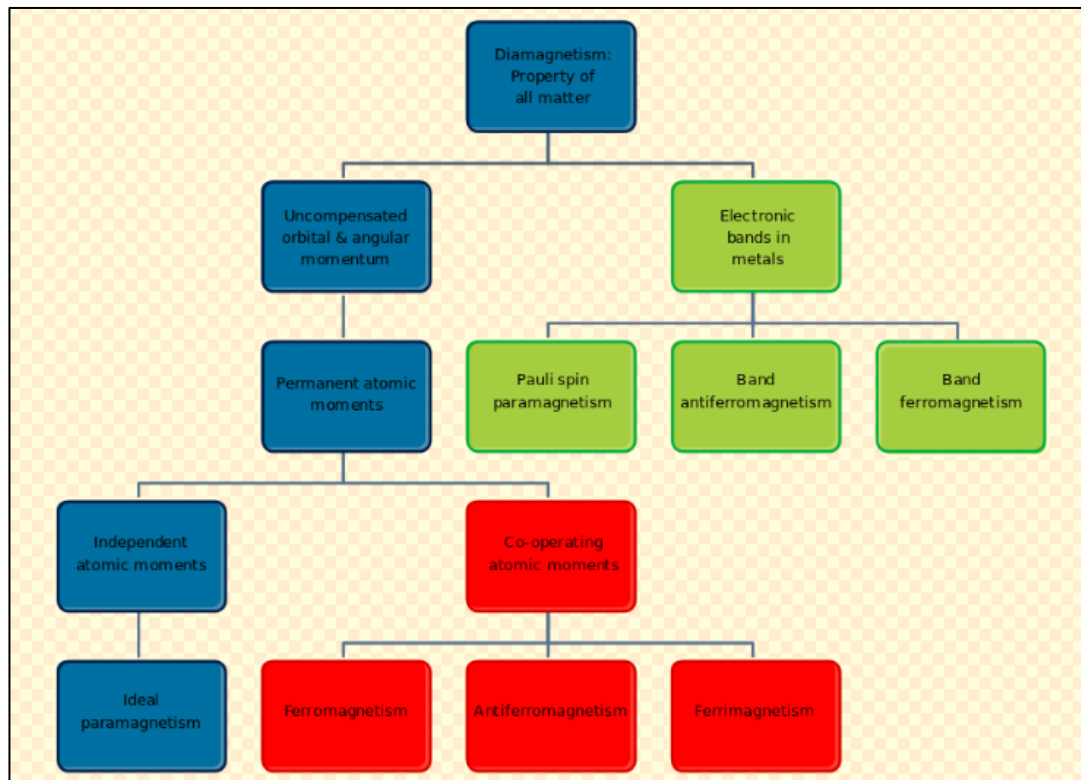 Diamagnetism:
Property of
all matter
Uncompensated
orbital & angular
momentum
Electronic
bands in
metals
Permanent atomic
moments
Pauli spin
paramagnetism
Band
antiferromagnetism
Band
ferromagnetism
Independent
atomic moments
Co-operating
atomic moments
Ideal
paramagnetism
Ferromagnetism
Antiferromagnetism
Ferrimagnetism